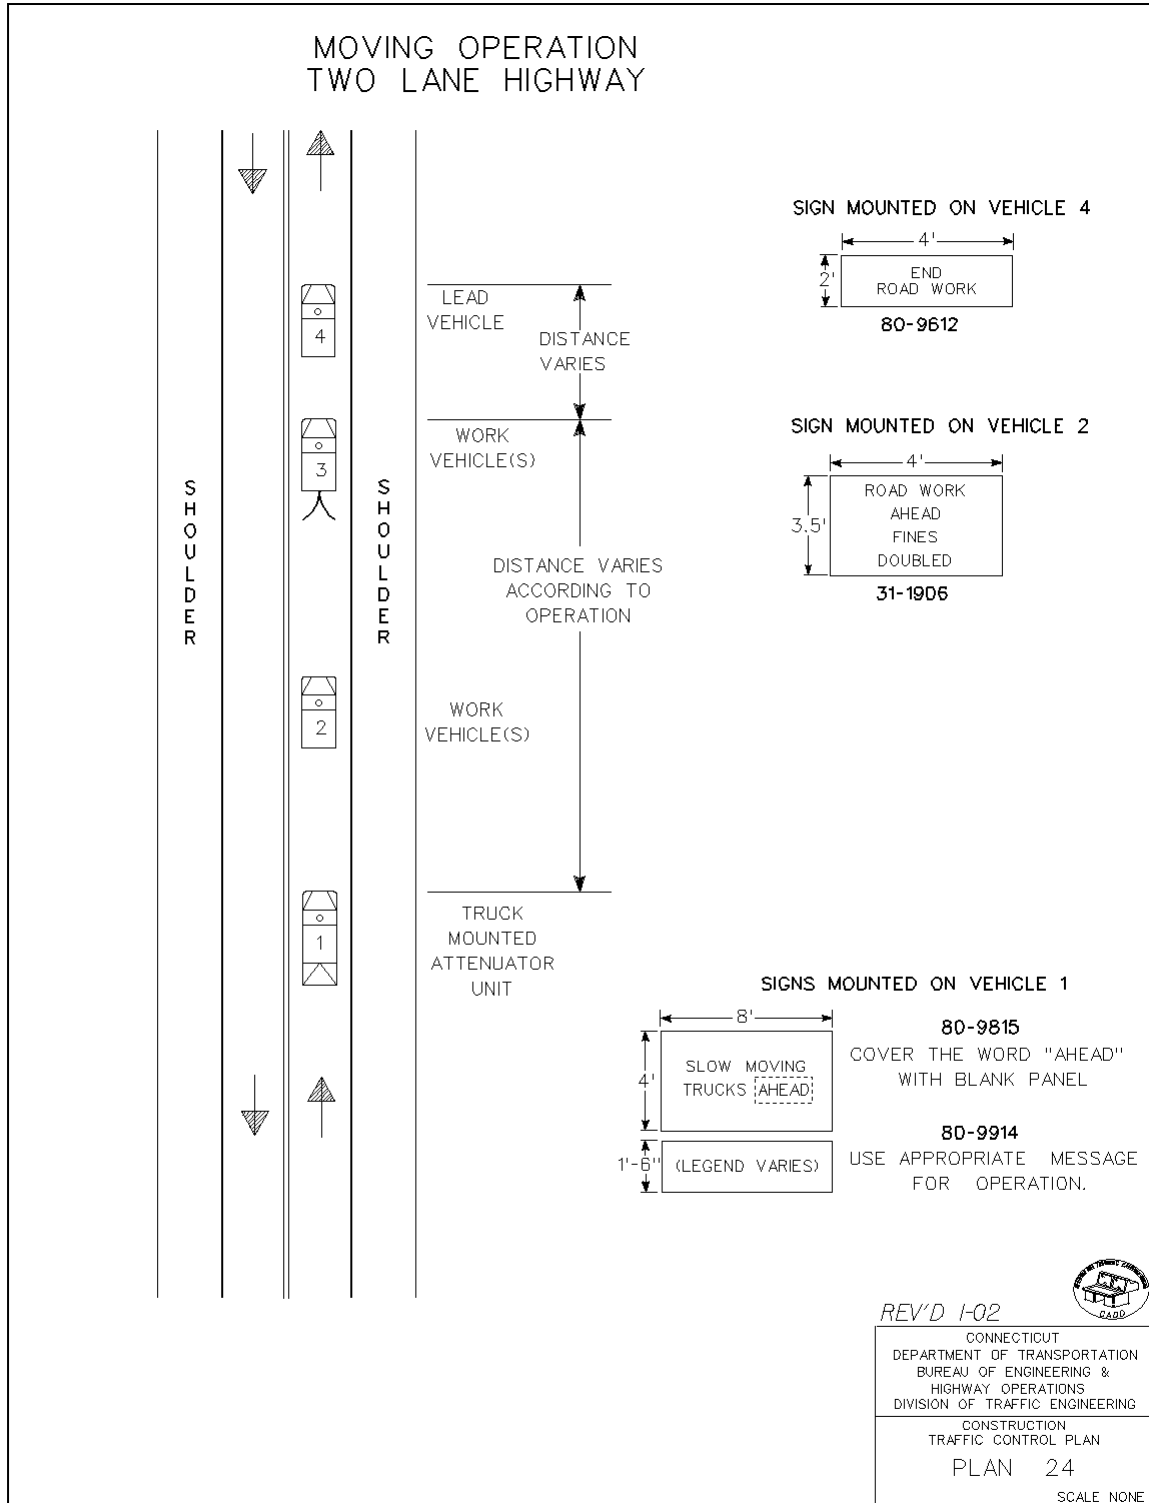 MOVING OPERATION
TWO LANE HIGHWAY
SIGN MOUNTED ON VEHICLE 4
4'
2'
END
ROAD WORK
80-9612
LEAD
VEHICLE
4
DISTANCE
VARIES
SIGN MOUNTED ON VEHICLE 2
4'
3.5'
ROAD WORK
AHEAD
FINES
DOUBLED
31-1906
WORK
VEHICLE(S)
3
SHOULDER
SHOULDER
DISTANCE VARIES
ACCORDING TO
OPERATION
WORK
VEHICLE(S)
2
TRUCK
MOUNTED
ATTENUATOR
UNIT
1
SIGNS MOUNTED ON VEHICLE 1
8'
4'
SLOW MOVING
TRUCKS AHEAD
80-9815
COVER THE WORD "AHEAD"
WITH BLANK PANEL
1'-6"
(LEGEND VARIES)
80-9914
USE APPROPRIATE MESSAGE
FOR OPERATION.
REV'D 1-02
CADD
CONNECTICUT
DEPARTMENT OF TRANSPORTATION
BUREAU OF ENGINEERING &
HIGHWAY OPERATIONS
DIVISION OF TRAFFIC ENGINEERING
CONSTRUCTION
TRAFFIC CONTROL PLAN
PLAN 24
SCALE NONE